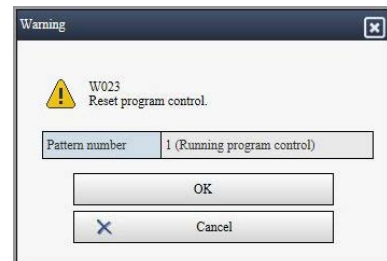 Warning
W023
Reset program control.
Pattern number 1 (Running program control)
OK
Cancel